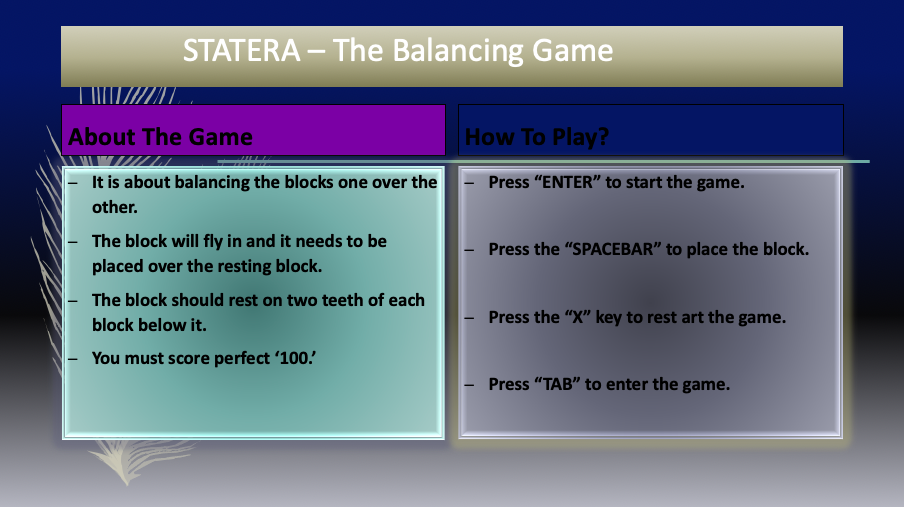 STATERA – The Balancing Game
About The Game
– It is about balancing the blocks one over the
other.
– The block will fly in and it needs to be
placed over the resting block.
– The block should rest on two teeth of each
block below it.
– You must score perfect ‘100.’
How To Play?
– Press “ENTER” to start the game.
– Press the “SPACEBAR” to place the block.
– Press the “X” key to rest art the game.
– Press “TAB” to enter the game.